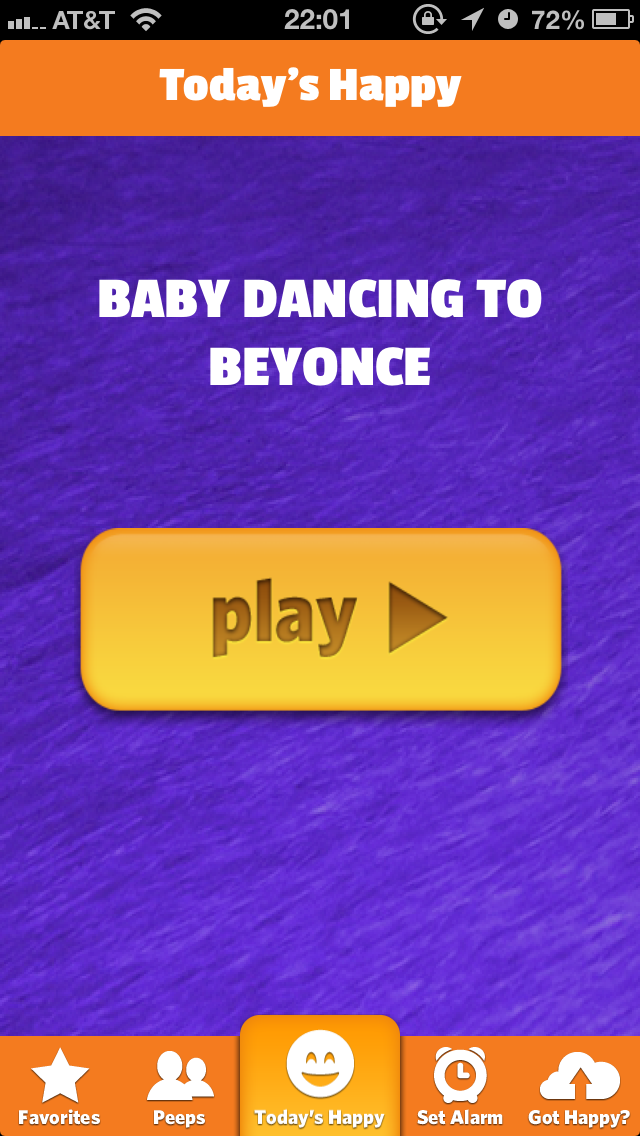 AT&T 22:01 72%
Today's Happy
BABY DANCING TO
BEYONCE
play
Favorites Peeps Today's Happy Set Alarm Got Happy?